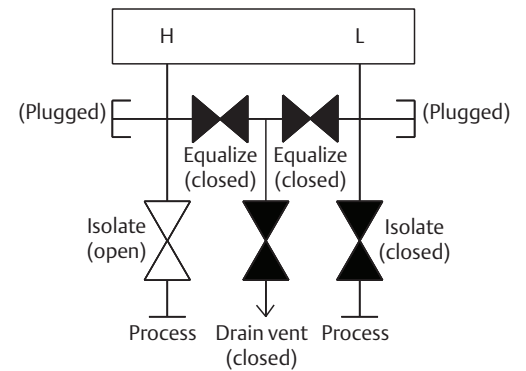 H
L
(Plugged)
(Plugged)
Equalize
(closed)
Equalize
(closed)
Isolate
(open)
Isolate
(closed)
Process
Drain vent
(closed)
Process